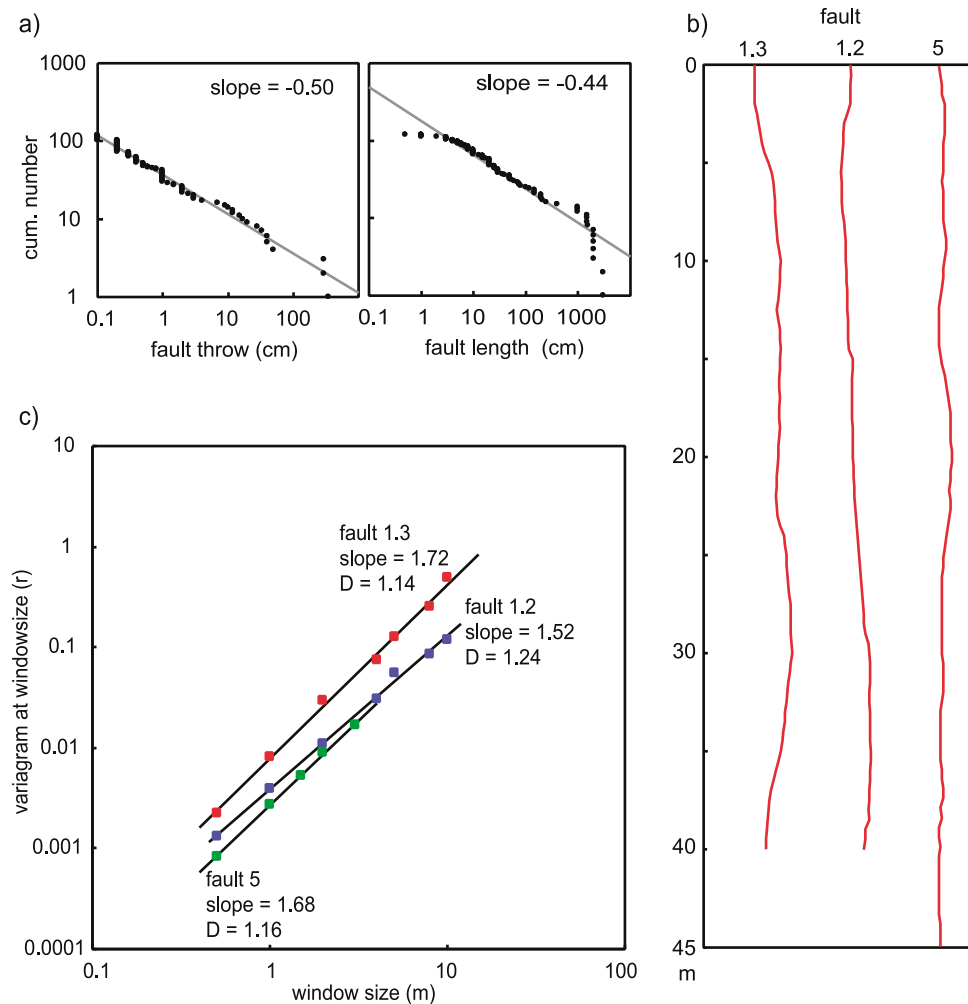 a)
slope = -0.50
slope = -0.44
1000
100
10
1
cum. number
0.1 1 10 100
fault throw (cm)
0.1 1 10 100 1000
fault length (cm)
b)
fault
1.3 1.2 5
0
10
20
30
40
45
m
c)
10
1
0.1
0.01
0.001
0.0001
variagram at windowsize (r)
fault 1.3
slope = 1.72
D = 1.14
fault 1.2
slope = 1.52
D = 1.24
fault 5
slope = 1.68
D = 1.16
0.1 1 10 100
window size (m)